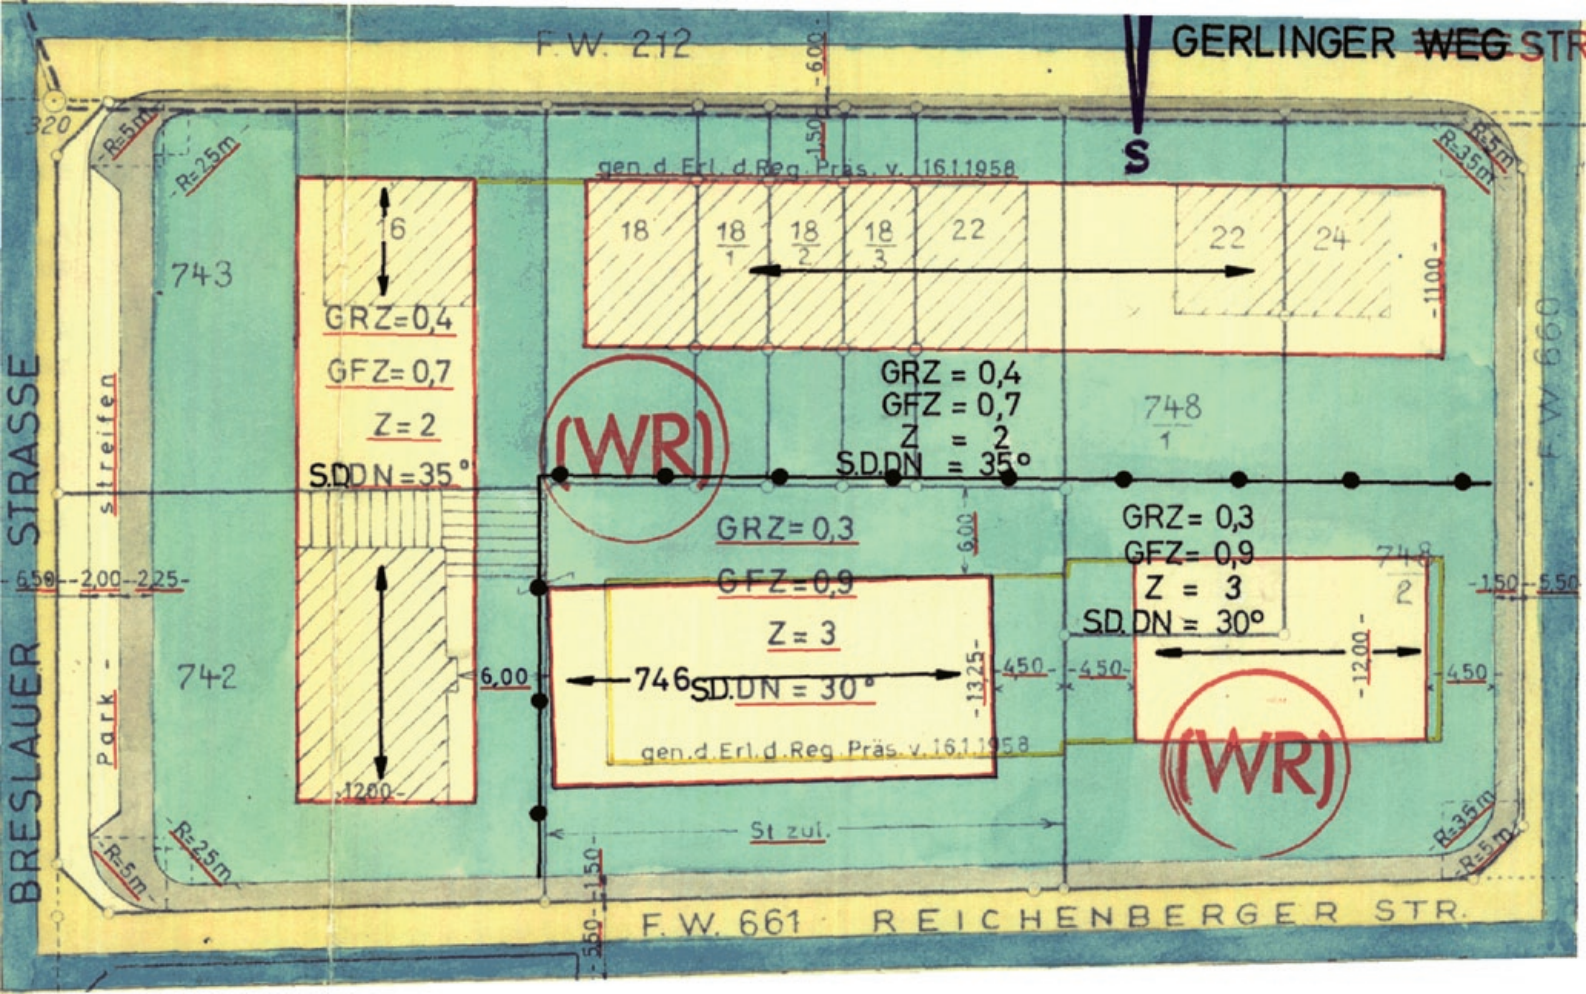 F.W. 212
GERLINGER WEG STR
6.00
1.50
320
R=5m
R=25m
R=5m
R=35m
S
gen.d.Erl.d.Reg.Präs.v. 16.1.1958
16
18
18
1
18
2
18
3
22
22
24
1100
743
GRZ=0,4
GFZ=0,7
Z=2
S.D.DN=35°
(WR)
GRZ = 0,4
GFZ = 0,7
Z = 2
S.D.DN = 35°
748
1
F.W 660
BRESLAUER STRASSE
Park - streifen
GRZ= 0,3
GFZ=0,9
Z=3
746
S.D.DN = 30°
gen.d.Erl.d.Reg.Präs.v. 16.1.1958
6,00
GRZ= 0,3
GFZ= 0,9
Z = 3
S.D.DN = 30°
748
2
2.00
2.25
1.50
5.50
742
6,00
13,25
4.50
4.50
12.00
4.50
(WR)
1200
St zul.
R=25m
R=5m
R=35m
R=5m
1.50
5.50
F.W. 661 REICHENBERGER STR.